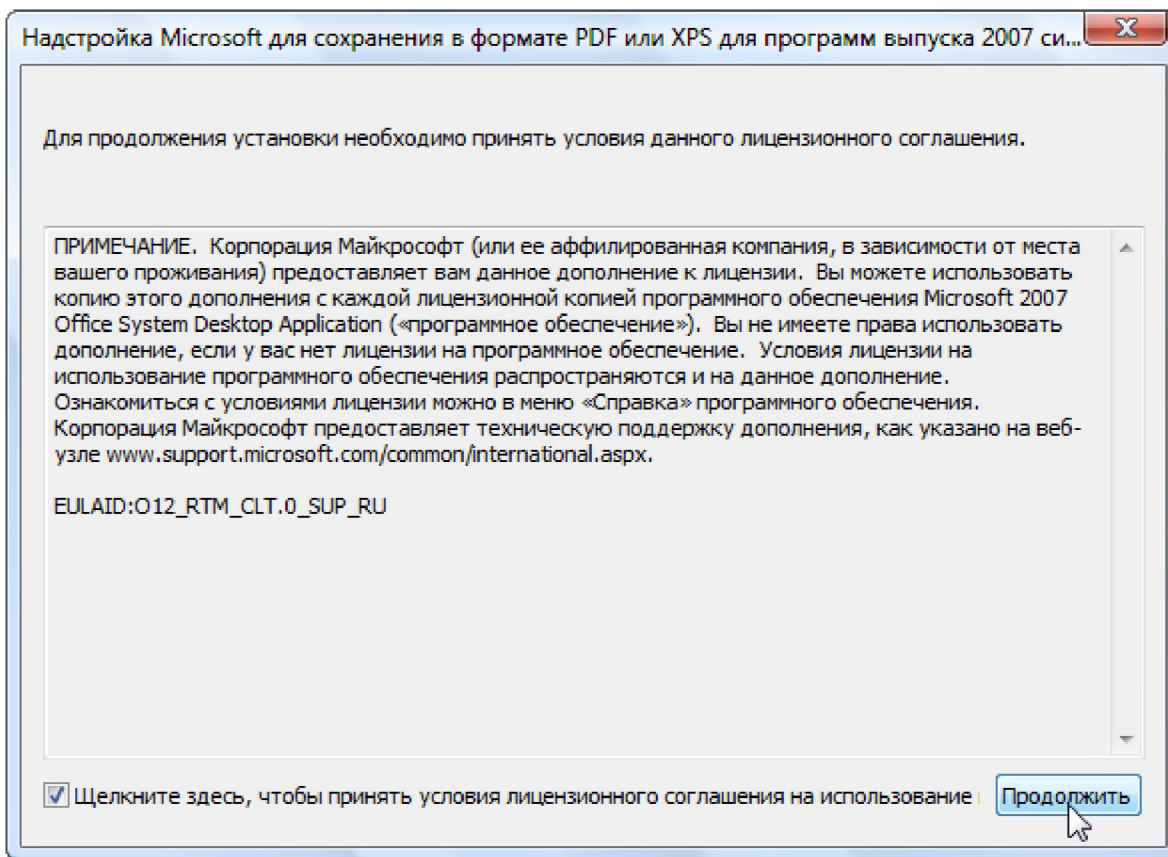 Надстройка Microsoft для сохранения в формате PDF или XPS для программ выпуска 2007 си...
Для продолжения установки необходимо принять условия данного лицензионного соглашения.
ПРИМЕЧАНИЕ.  Корпорация Майкрософт (или ее аффилированная компания, в зависимости от места
вашего проживания) предоставляет вам данное дополнение к лицензии.  Вы можете использовать
копию этого дополнения с каждой лицензионной копией программного обеспечения Microsoft 2007
Office System Desktop Application («программное обеспечение»).  Вы не имеете права использовать
дополнение, если у вас нет лицензии на программное обеспечение.  Условия лицензии на
использование программного обеспечения распространяются и на данное дополнение.
Ознакомиться с условиями лицензии можно в меню «Справка» программного обеспечения.
Корпорация Майкрософт предоставляет техническую поддержку дополнения, как указано на веб-
узле www.support.microsoft.com/common/international.aspx.
EULAID:O12_RTM_CLT.0_SUP_RU
Щелкните здесь, чтобы принять условия лицензионного соглашения на использование
Продолжить